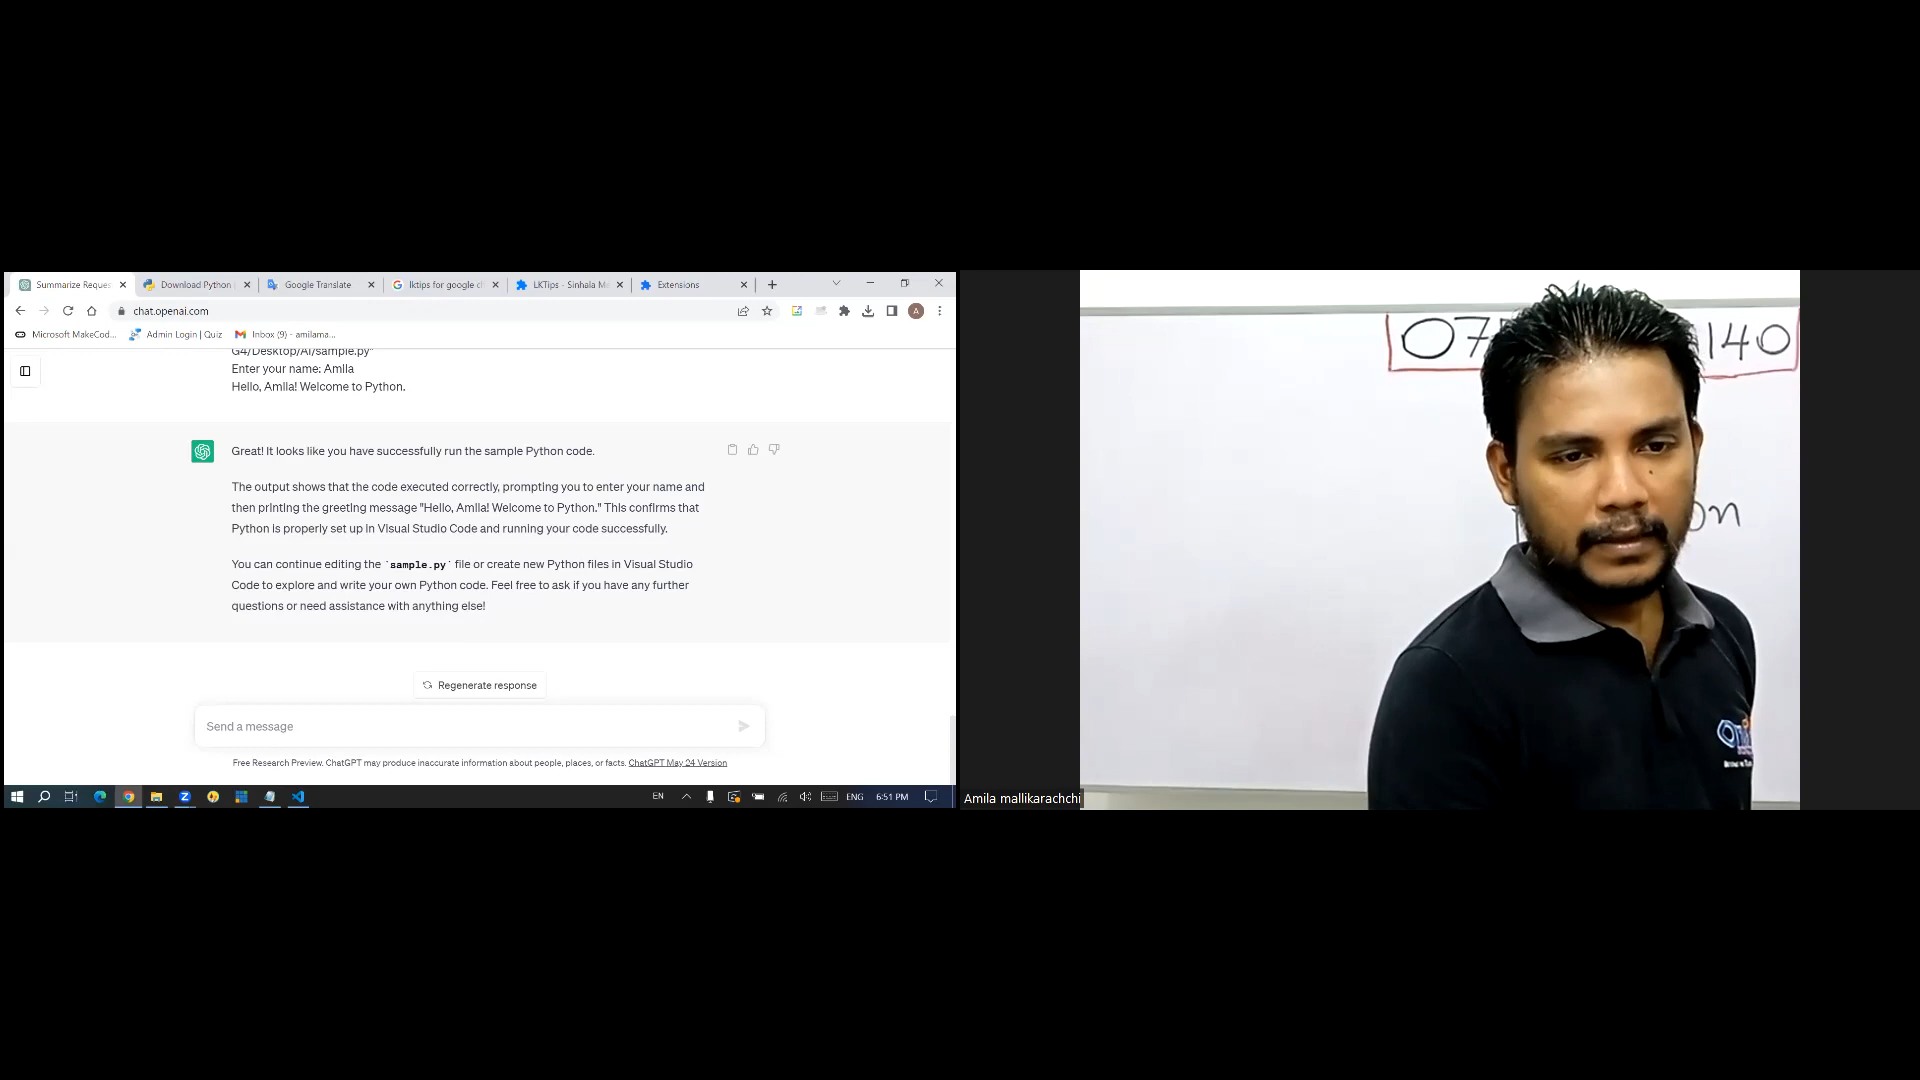 Summarize Reques
Download Python
Google Translate
lktips for google c
LKTips - Sinhala M
Extensions
chat.openai.com
A
Microsoft MakeCod...
Admin Login | Quiz
Inbox (9) - amilama...
G4/Desktop/AI/sample.py"
Enter your name: Amila
Hello, Amila! Welcome to Python.
Great! It looks like you have successfully run the sample Python code.
The output shows that the code executed correctly, prompting you to enter your name and
then printing the greeting message "Hello, Amila! Welcome to Python." This confirms that
Python is properly set up in Visual Studio Code and running your code successfully.
You can continue editing the `sample.py` file or create new Python files in Visual Studio
Code to explore and write your own Python code. Feel free to ask if you have any further
questions or need assistance with anything else!
Regenerate response
Send a message
Free Research Preview. ChatGPT may produce inaccurate information about people, places, or facts. ChatGPT May 24 Version
EN
ENG
6:51 PM
07
140
on
Amila mallikarachchi